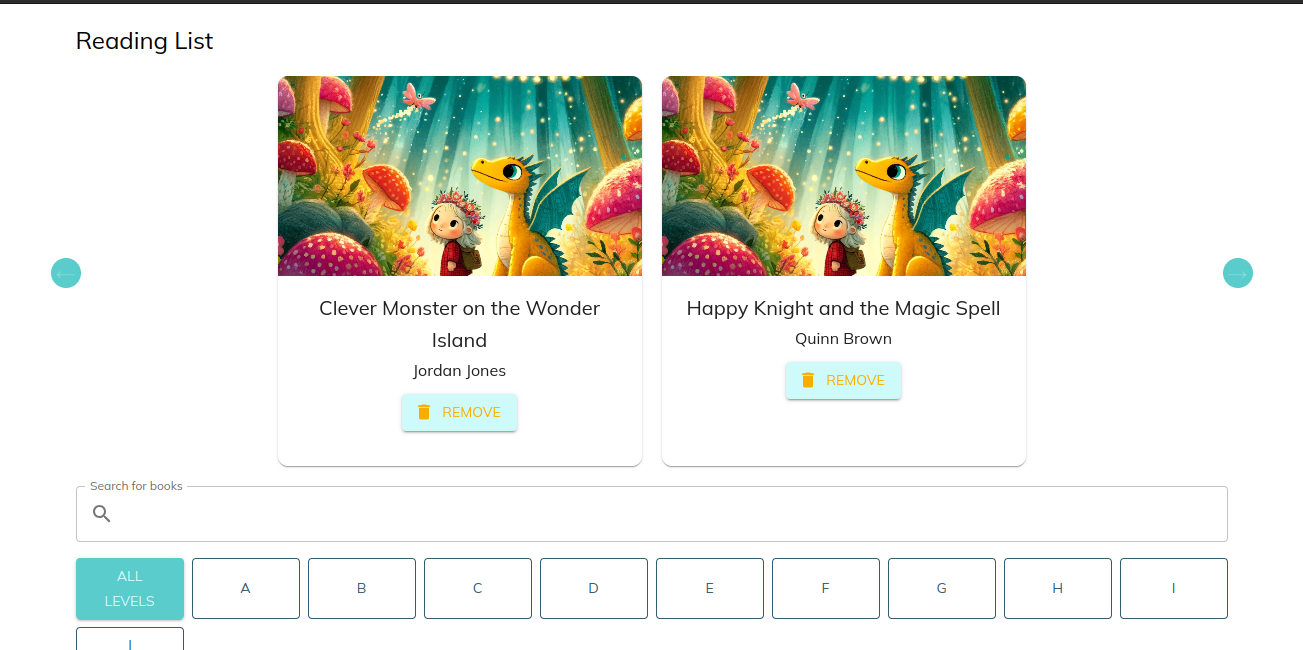 Reading List
Clever Monster on the Wonder
Island
Jordan Jones
REMOVE
Happy Knight and the Magic Spell
Quinn Brown
REMOVE
Search for books
ALL
LEVELS
A
B
C
D
E
F
G
H
I